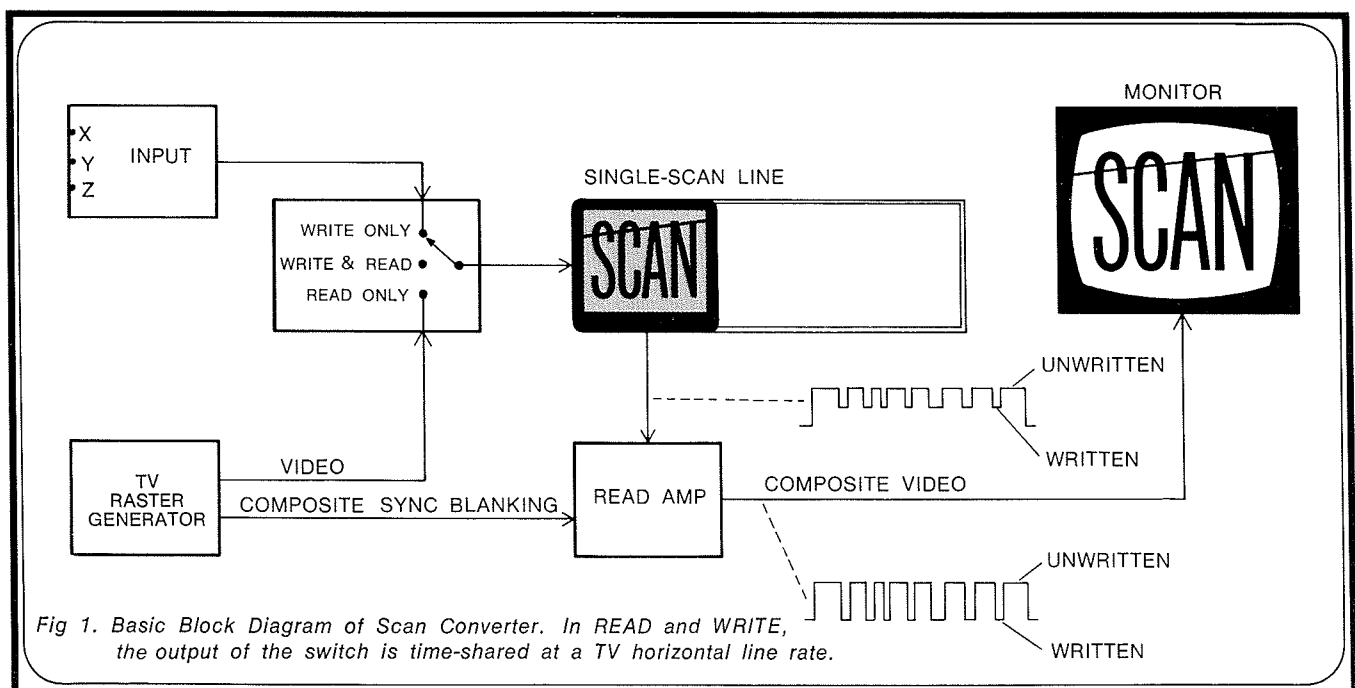 MONITOR
X
Y
Z
INPUT
SCAN
SINGLE-SCAN LINE
SCAN
WRITE ONLY
WRITE & READ
READ ONLY
UNWRITTEN
WRITTEN
VIDEO
TV
RASTER
GENERATOR
COMPOSITE SYNC BLANKING
READ AMP
COMPOSITE VIDEO
UNWRITTEN
WRITTEN
Fig 1. Basic Block Diagram of Scan Converter. In READ and WRITE,
the output of the switch is time-shared at a TV horizontal line rate.